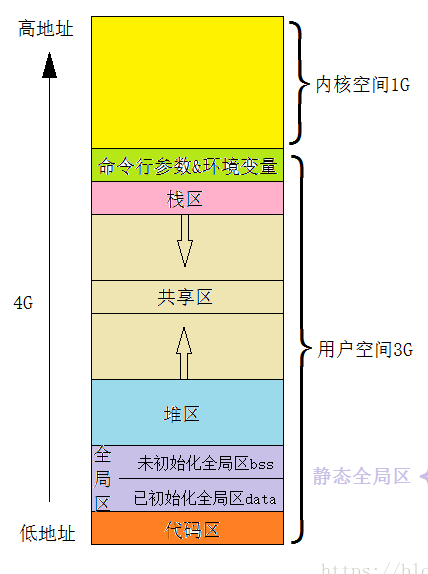 高地址
内核空间1G
命令行参数&环境变量
栈区
共享区
4G
用户空间3G
堆区
全局区
未初始化全局区bss
静态全局区
已初始化全局区data
代码区
低地址